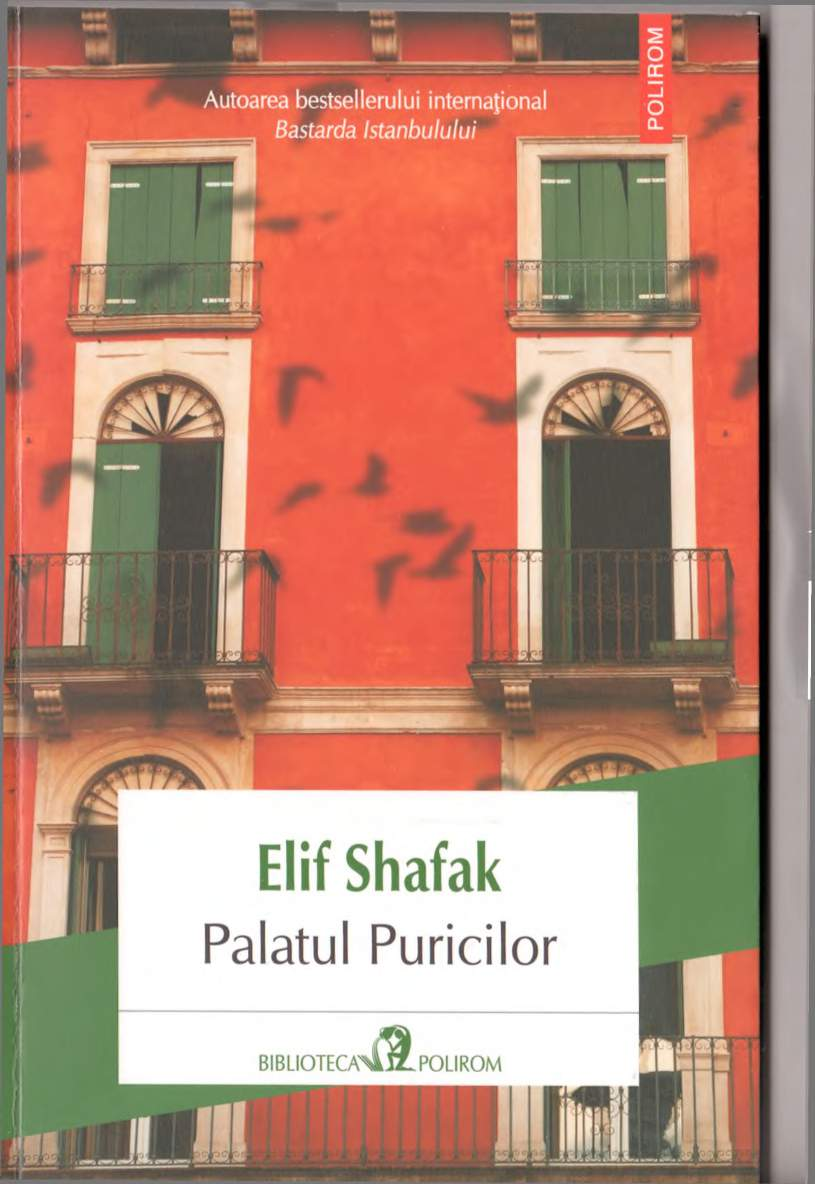 POLIROM
Autoarea bestsellerului internaţional
Bastarda Istanbulului
Elif Shafak
Palatul Puricilor
BIBLIOTECA POLIROM